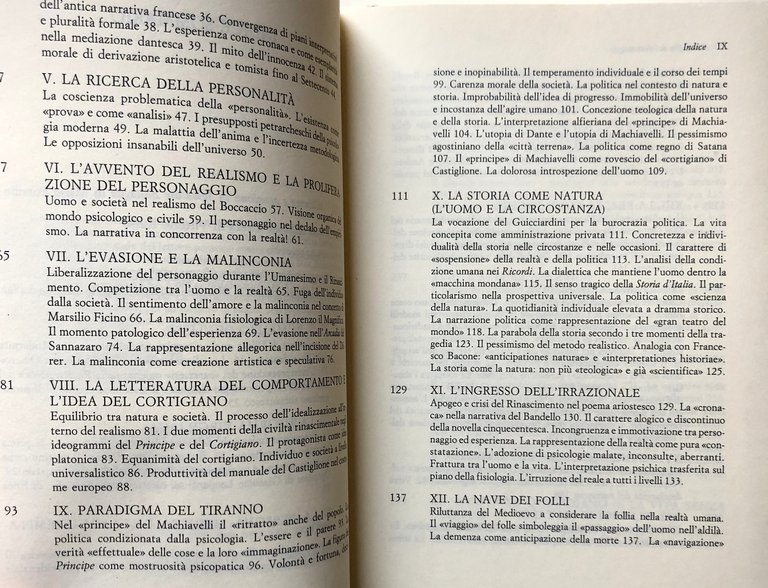 dell'antica narrativa francese 36. Convergenza di piani
e pluralità formale 38. L'esperienza come cronaca e come
nella mediazione dantesca 39. Il mito dell'innocenza 42. Il sistema
morale di derivazione aristotelica e tomista fino al Settecento 44
7
V. LA RICERCA DELLA PERSONALITÀ
La coscienza problematica della «personalità». L'esistenza come
«prova» e come «analisi» 47. I presupposti petrarcheschi della
gia moderna 49. La malattia dell'anima e l'incertezza metodologica
Le opposizioni insanabili dell'universo 50.
7
VI. L'AVVENTO DEL REALISMO E LA PROLIFERA
ZIONE DEL PERSONAGGIO
Uomo e società nel realismo del Boccaccio 57. Visione organica del
mondo psicologico e civile 59. Il personaggio nel dedalo
smo. La narrativa in concorrenza con la realtà! 61.
65
VII. L'EVASIONE E LA MALINCONIA
Liberalizzazione del personaggio durante l'Umanesimo e il Rinasci
mento. Competizione tra l'uomo e la realtà 65. Fuga dell'individuo
dalla società. Il sentimento dell'amore e la malinconia nel
Marsilio Ficino 66. La malinconia fisiologica di Lorenzo il Magnifico
Il momento patologico dell'esperienza 69. L'evasione nell'Arcadia
Sannazaro 74. La rappresentazione allegorica nell'incisione del Dü
rer. La malinconia come creazione artistica e speculativa 76.
81
VIII. LA LETTERATURA DEL COMPORTAMENTO E
L'IDEA DEL CORTIGIANO
Equilibrio tra natura e società. Il processo dell'idealizzazione
terno del realismo 81. I due momenti della civiltà rinascimentale
ideogrammi del Principe e del Cortigiano. Il protagonista come
platonica 83. Equanimità del cortigiano. Individuo e società
universalistico 86. Produttività del manuale del Castiglione nel
me europeo 88.
93
IX. PARADIGMA DEL TIRANNO
Nel «principe» del Machiavelli il «ritratto» anche del popolo.
politica condizionata dalla psicologia. L'essere e il parere 93.
verità «effettuale» delle cose e la loro «immaginazione». La figura
Principe come mostruosità psicopatica 96. Volontà e fortuna,
Indice IX
sione e inopinabilità. Il temperamento individuale e il corso dei tempi
99. Carenza morale della società. La politica nel contesto di natura e
storia. Improbabilità dell'idea di progresso. Immobilità dell'universo
e incostanza dell'agire umano 101. Concezione teologica della natura
e della storia. L'interpretazione alfieriana del «principe» di Machia-
velli 104. L'utopia di Dante e l'utopia di Machiavelli. Il pessimismo
agostiniano della «città terrena». La politica come regno di Satana
107. Il «principe» di Machiavelli come rovescio del «cortigiano» di
Castiglione. La dolorosa introspezione dell'uomo 109.
111
X. LA STORIA COME NATURA
(L'UOMO E LA CIRCOSTANZA)
La vocazione del Guicciardini per la burocrazia politica. La vita
concepita come amministrazione privata 111. Concretezza e indivi-
dualità della storia nelle circostanze e nelle occasioni. Il carattere di
«sospensione» della realtà e della politica 113. L'analisi della condi-
zione umana nei Ricordi. La dialettica che mantiene l'uomo dentro la
«macchina mondana» 115. Il senso tragico della Storia d'Italia. Il par-
ticolarismo nella prospettiva universale. La politica come «scienza
della natura». La quotidianità individuale elevata a dramma storico.
La narrazione politica come rappresentazione del «gran teatro del
mondo» 118. La parabola della storia secondo i tre momenti della tra-
gedia 123. Il pessimismo del metodo realistico. Analogia con France-
sco Bacone: «anticipationes naturae» e «interpretationes historiae».
La storia come natura: non più «teologica» e già «scientifica» 125.
129
XI. L'INGRESSO DELL'IRRAZIONALE
Apogeo e crisi del Rinascimento nel poema ariostesco 129. La «crona-
ca» nella narrativa del Bandello 130. Il carattere alogico e discontinuo
della novella cinquecentesca. Incongruenza e immotivazione tra perso-
naggio ed esperienza. La rappresentazione della realtà come pura «con-
statazione». L'adozione di psicologie malate, inconsulte, aberranti.
Frattura tra l'uomo e la vita. L'interpretazione psichica trasferita sul
piano della fisiologia. L'irruzione del reale a tutti i livelli 133.
137
XII. LA NAVE DEI FOLLI
Riluttanza del Medioevo a considerare la follia nella realtà umana.
Il «viaggio» del folle simboleggia il «passaggio» dell'uomo nell'aldilà.
La demenza come anticipazione della morte 137. La «navigazione»